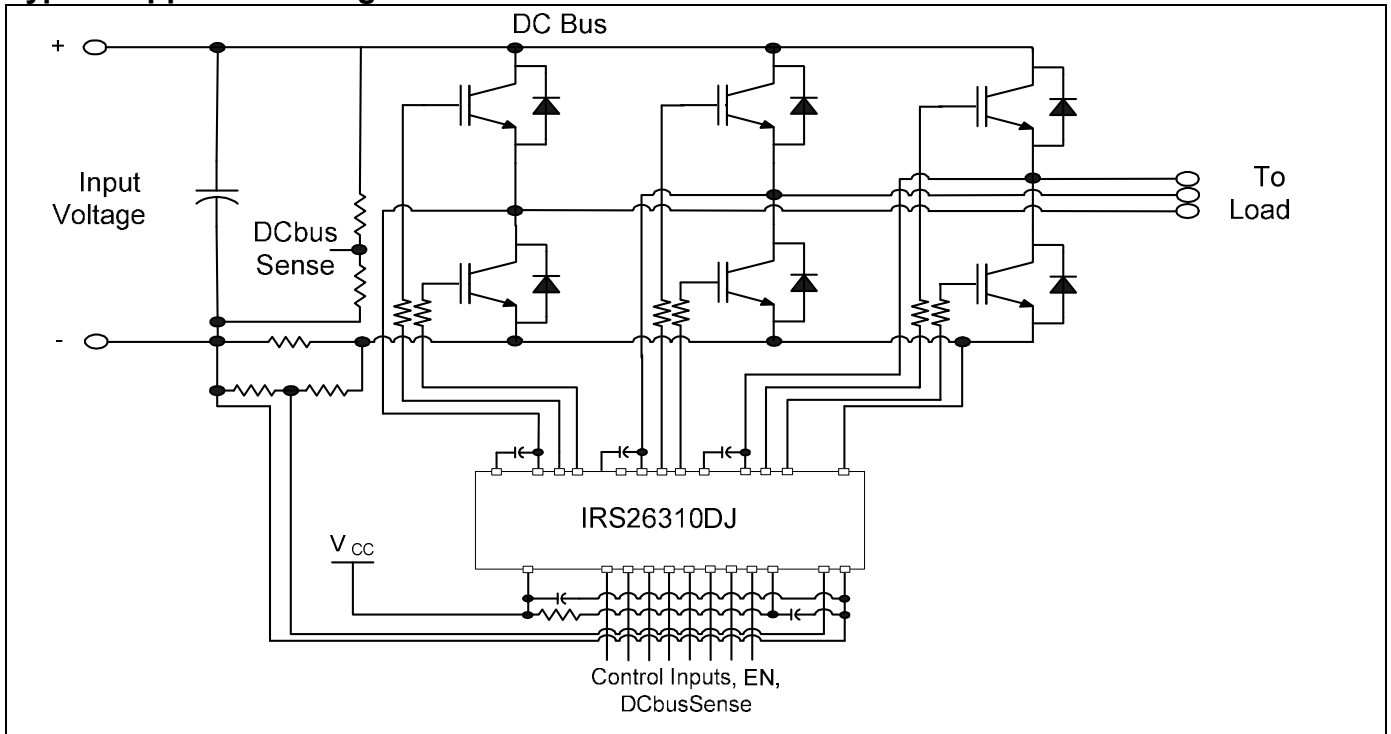 DC Bus
+
Input
Voltage
DCbus
Sense
-
To
Load
IRS26310DJ
V CC
Control Inputs, EN,
DCbusSense